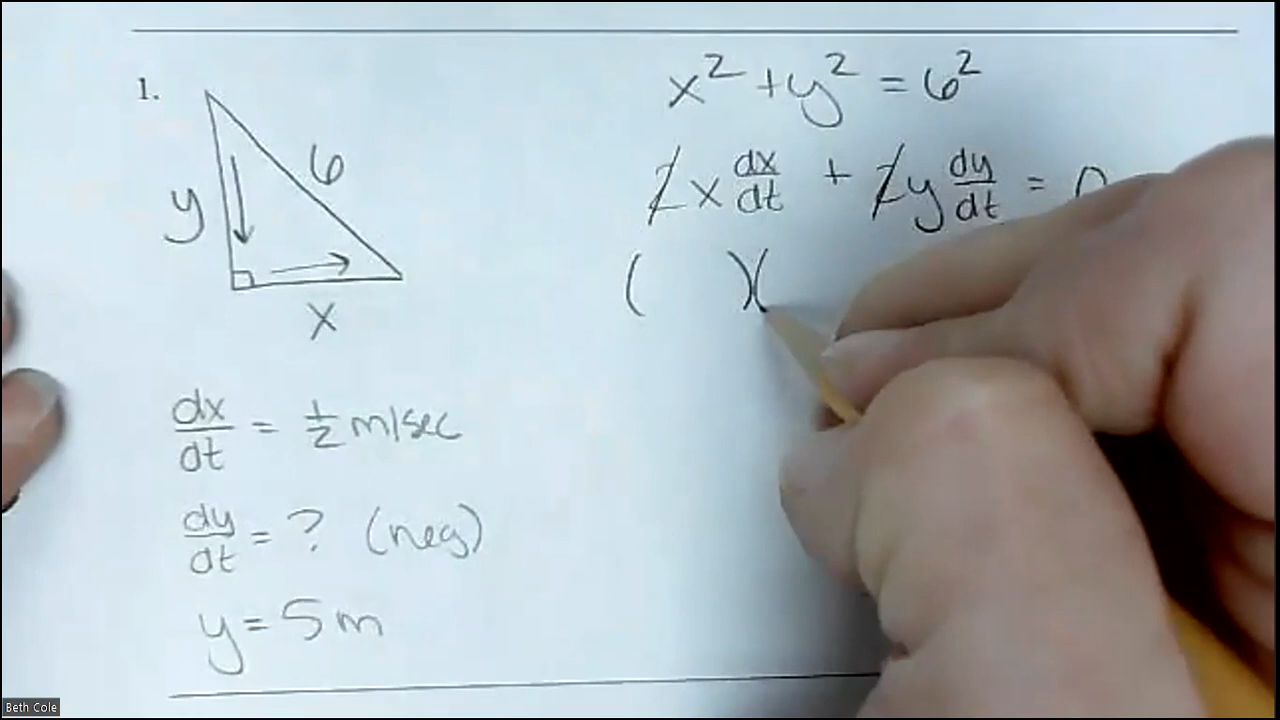 1.
y
6
x
x² + y² = 6²
2x dx/dt + 2y dy/dt = 0
( )(
dx/dt = 1/2 m/sec
dy/dt = ? (neg)
y = 5m
Beth Cole